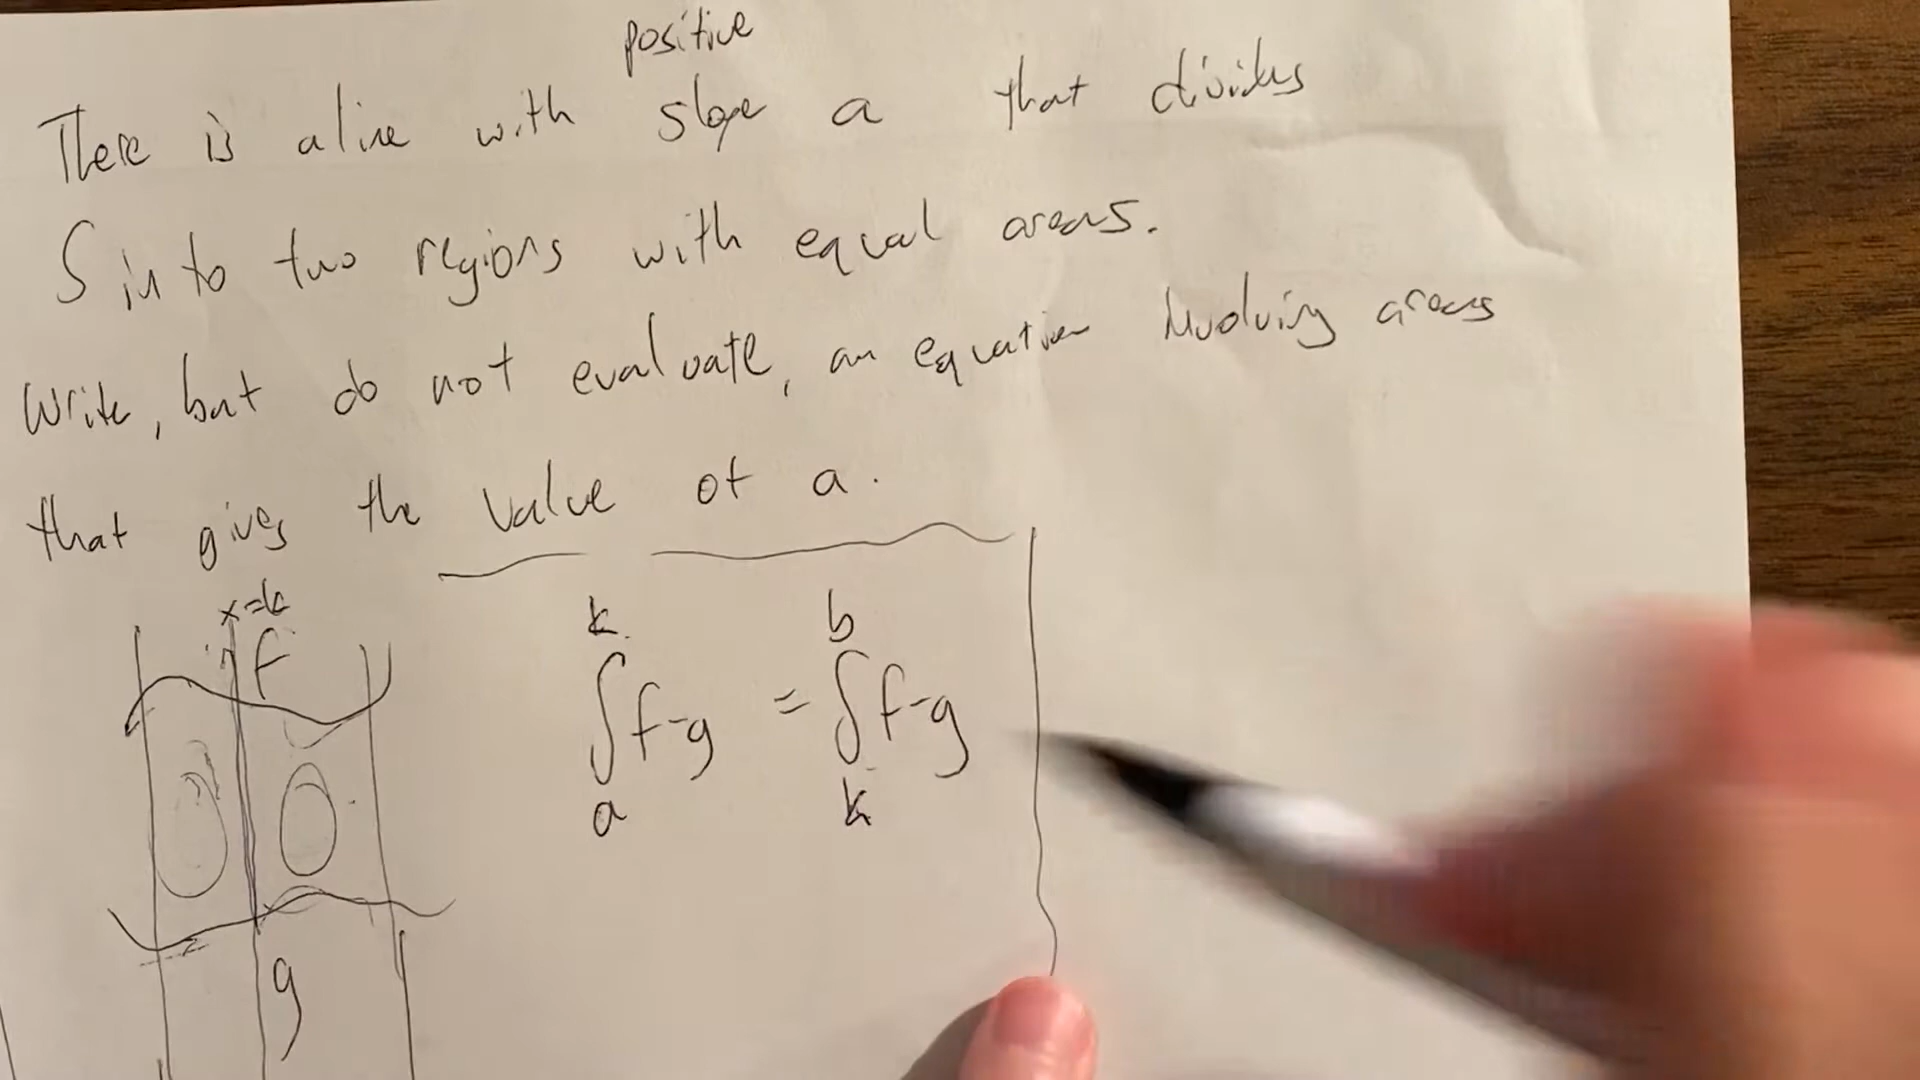 There is a line with positive slope a that divides
S into two regions with equal areas.
Write, but do not evaluate, an equation involving areas
that gives the value of a.
x=k
f
g
k b
∫ f-g = ∫ f-g
a k